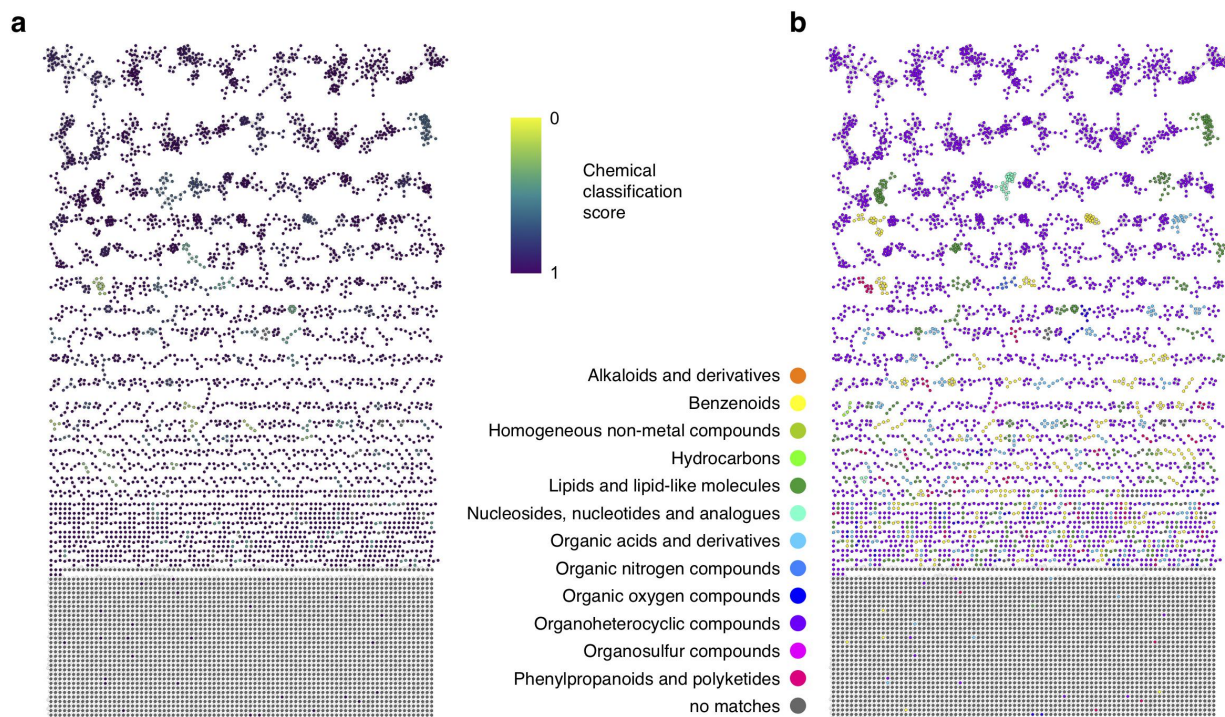 a
b
0
Chemical
classification
score
1
Alkaloids and derivatives
Benzenoids
Homogeneous non-metal compounds
Hydrocarbons
Lipids and lipid-like molecules
Nucleosides, nucleotides and analogues
Organic acids and derivatives
Organic nitrogen compounds
Organic oxygen compounds
Organoheterocyclic compounds
Organosulfur compounds
Phenylpropanoids and polyketides
no matches